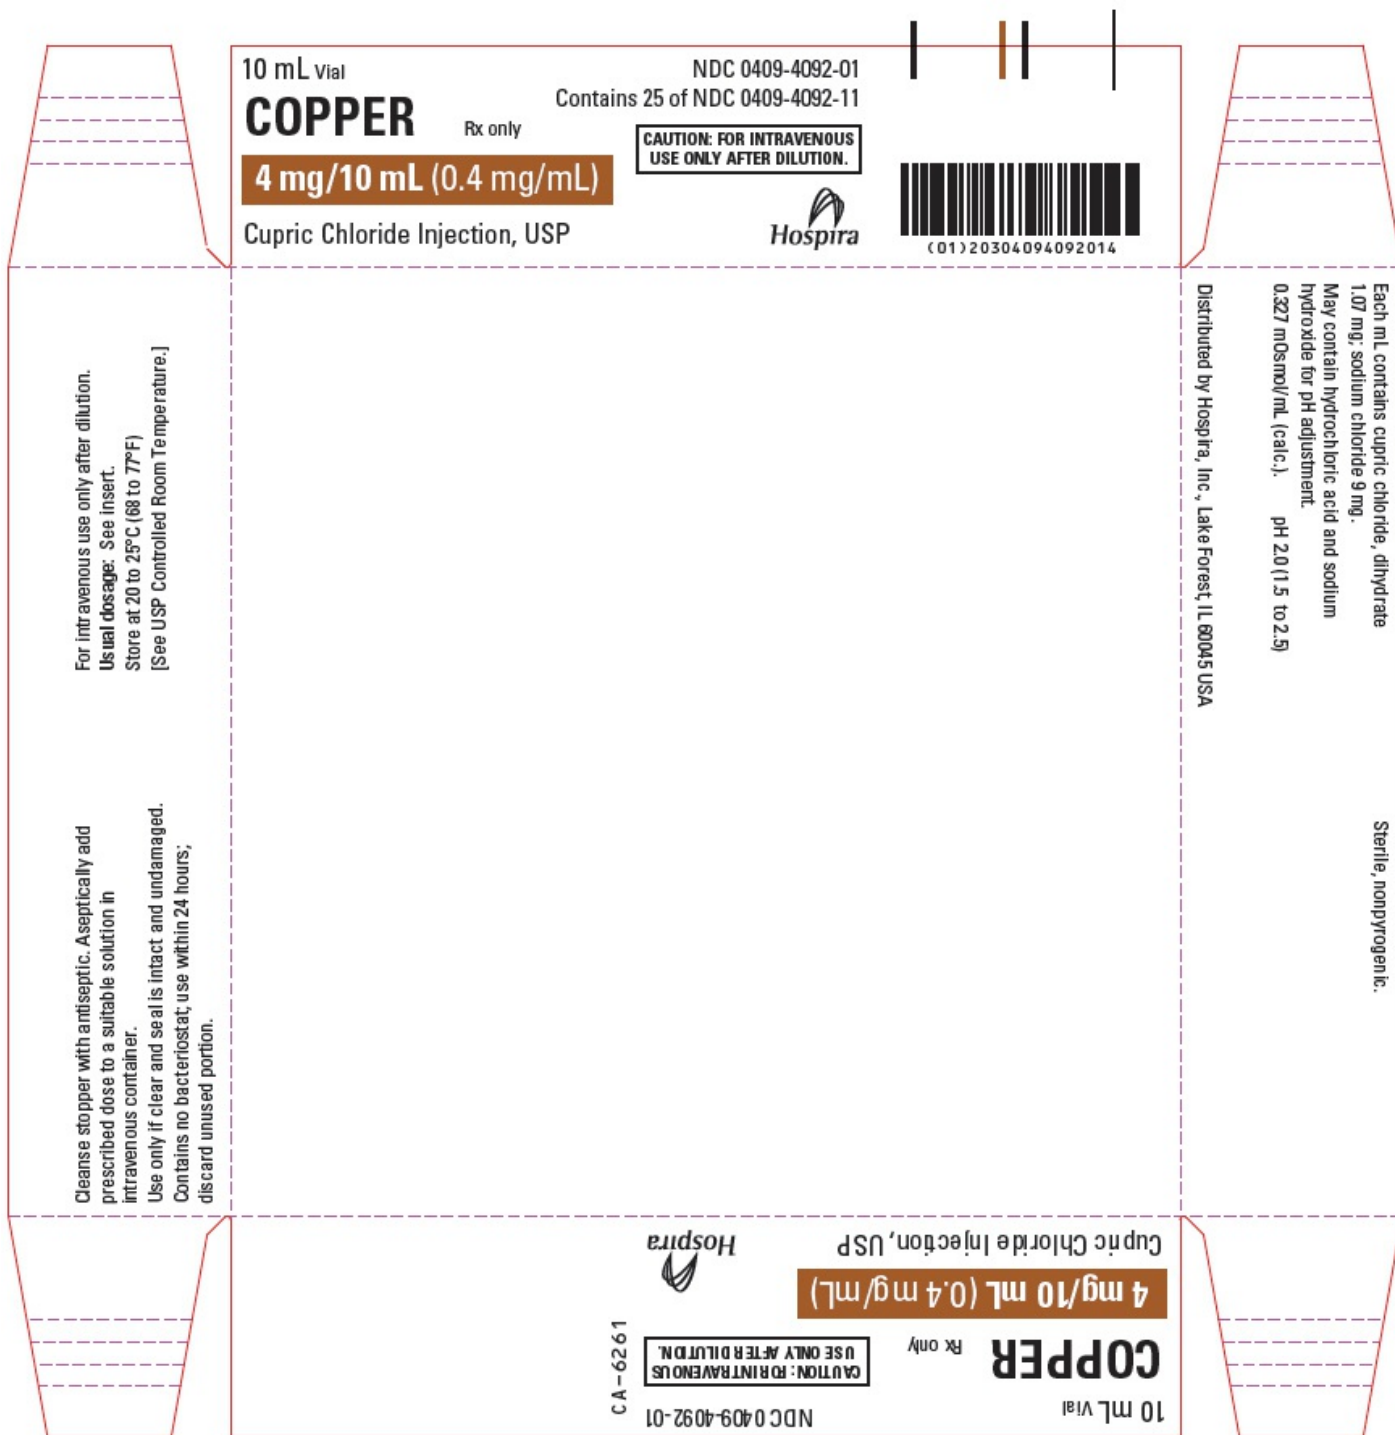 10 mL Vial
COPPER Rx only
4 mg/10 mL (0.4 mg/mL)
Cupric Chloride Injection, USP
NDC 0409-4092-01
Contains 25 of NDC 0409-4092-11
CAUTION: FOR INTRAVENOUS
USE ONLY AFTER DILUTION.
Hospira
(01)20304094092014
For intravenous use only after dilution.
Usual dosage: See insert.
Store at 20 to 25°C (68 to 77°F)
[See USP Controlled Room Temperature.]
Cleanse stopper with antiseptic. Aseptically add
prescribed dose to a suitable solution in
intravenous container.
Use only if clear and seal is intact and undamaged.
Contains no bacteriostat; use within 24 hours;
discard unused portion.
Each mL contains cupric chloride, dihydrate
1.07 mg; sodium chloride 9 mg.
May contain hydrochloric acid and sodium
hydroxide for pH adjustment.
0.327 mOsmol/mL (calc.). pH 2.0 (1.5 to 2.5)
Distributed by Hospira, Inc., Lake Forest, IL 60045 USA
Sterile, nonpyrogenic.
10 mL Vial
COPPER Rx only
4 mg/10 mL (0.4 mg/mL)
Cupric Chloride Injection, USP
NDC 0409-4092-01
CAUTION: FOR INTRAVENOUS
USE ONLY AFTER DILUTION.
Hospira
CA-6261